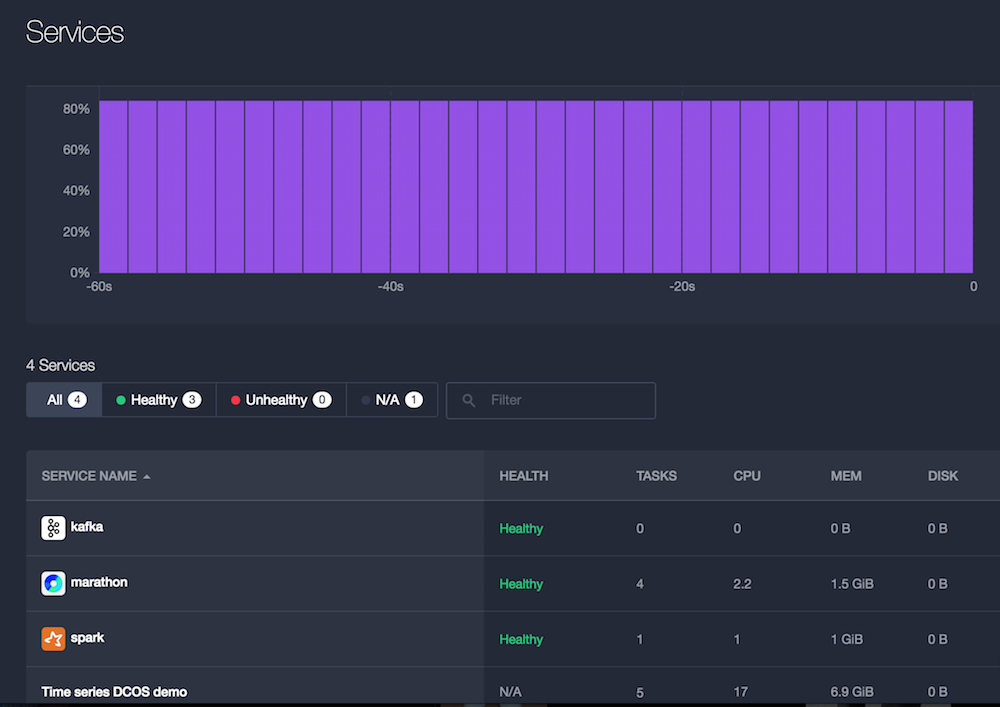 Services
80%
60%
40%
20%
0%
-60s -40s -20s 0
4 Services
All 4 Healthy 3 Unhealthy 0 N/A 1 Filter
SERVICE NAME HEALTH TASKS CPU MEM DISK
kafka Healthy 0 0 0 B 0 B
marathon Healthy 4 2.2 1.5 GiB 0 B
spark Healthy 1 1 1 GiB 0 B
Time series DCOS demo N/A 5 17 6.9 GiB 0 B